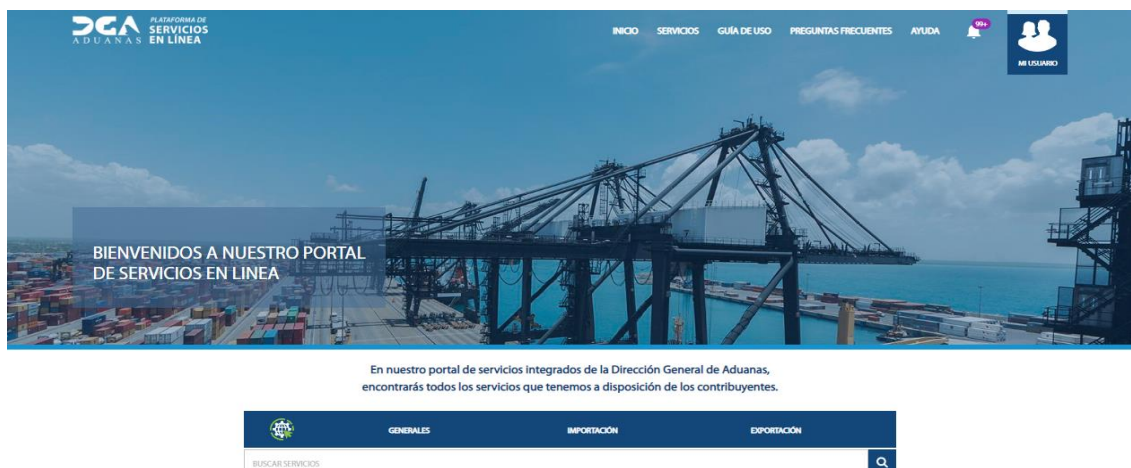 DGA
ADUANAS
PLATAFORMA DE
SERVICIOS
EN LÍNEA
INICIO SERVICIOS GUÍA DE USO PREGUNTAS FRECUENTES AYUDA 99+
MI USUARIO
BIENVENIDOS A NUESTRO PORTAL
DE SERVICIOS EN LINEA
En nuestro portal de servicios integrados de la Dirección General de Aduanas,
encontrarás todos los servicios que tenemos a disposición de los contribuyentes.
GENERALES IMPORTACIÓN EXPORTACIÓN
BUSCAR SERVICIOS